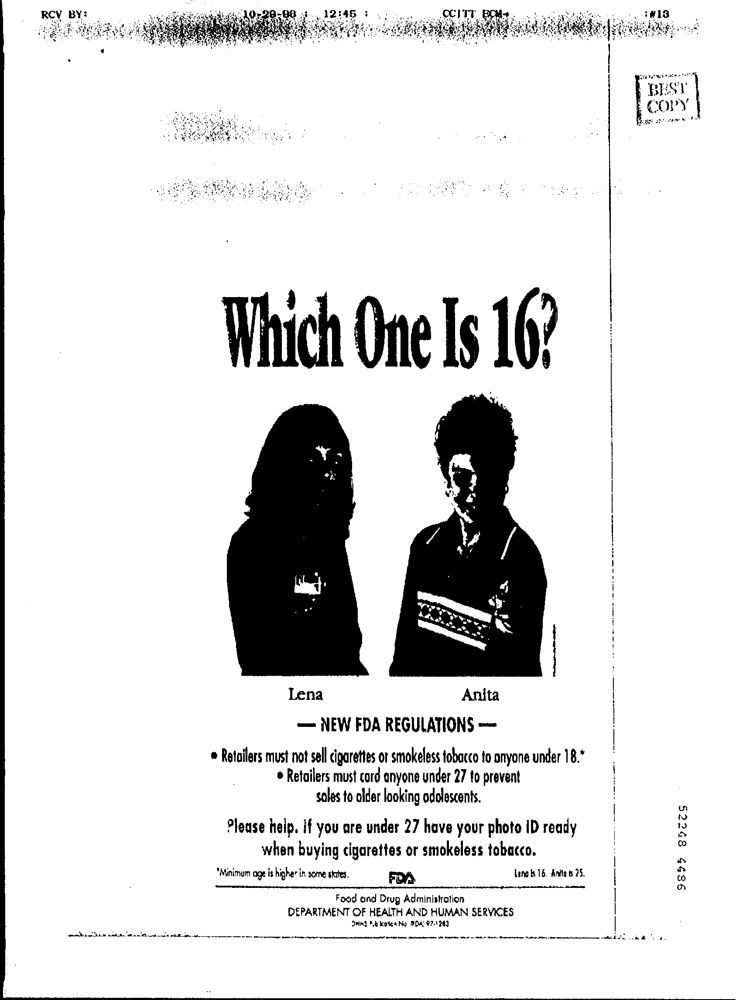 RCV BY:
10-29-98 : 12:45 :
CCITT ECM→
:#13
BEST
COPY
Which One Is 16?
Lena
Anita
— NEW FDA REGULATIONS —
• Retailers must not sell cigarettes or smokeless tobacco to anyone under 18.*
• Retailers must card anyone under 27 to prevent
sales to older looking adolescents.
Please help. If you are under 27 have your photo ID ready
when buying cigarettes or smokeless tobacco.
*Minimum age is higher in some states.
FDA
Lena is 16. Anita is 25.
Food and Drug Administration
DEPARTMENT OF HEALTH AND HUMAN SERVICES
DHHS Publication No. FDA 97-1263
52248 4486